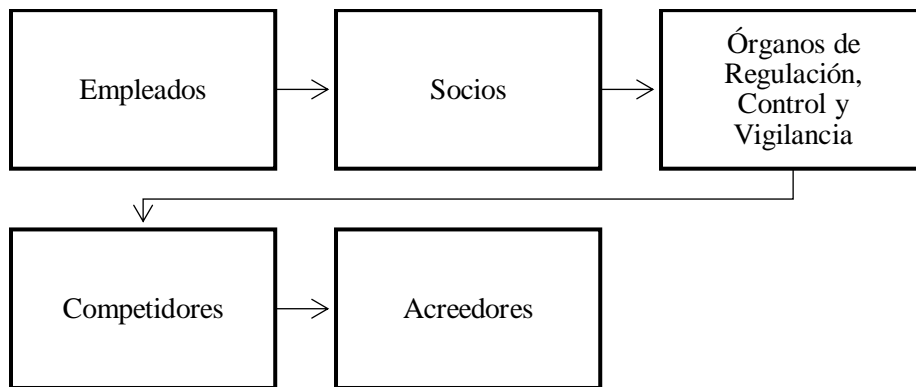 Empleados
Socios
Órganos de
Regulación,
Control y
Vigilancia
Competidores
Acreedores